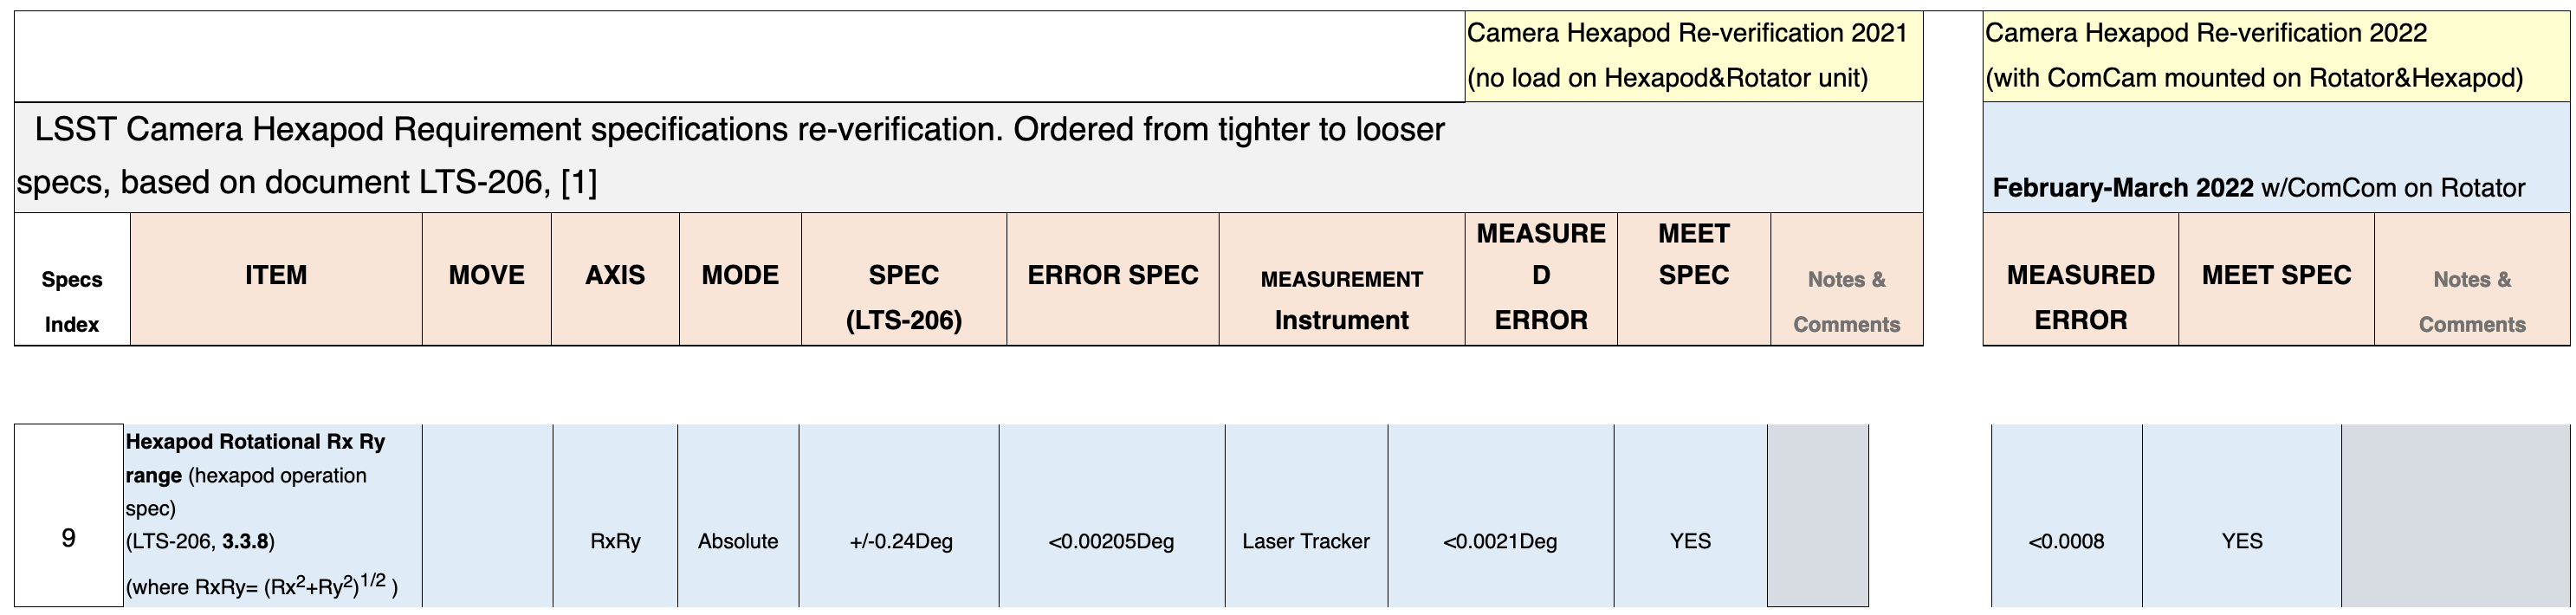 Camera Hexapod Re-verification 2021
(no load on Hexapod&Rotator unit)
Camera Hexapod Re-verification 2022
(with ComCam mounted on Rotator&Hexapod)
LSST Camera Hexapod Requirement specifications re-verification. Ordered from tighter to looser
specs, based on document LTS-206, [1]
February-March 2022 w/ComCom on Rotator
Specs
Index
ITEM
MOVE
AXIS
MODE
SPEC
(LTS-206)
ERROR SPEC
MEASUREMENT
Instrument
MEASURE
D
ERROR
MEET
SPEC
Notes &
Comments
MEASURED
ERROR
MEET SPEC
Notes &
Comments
9
Hexapod Rotational Rx Ry
range (hexapod operation
spec)
(LTS-206, 3.3.8)
(where RxRy= (Rx²+Ry²)^1/2 )
RxRy
Absolute
+/-0.24Deg
<0.00205Deg
Laser Tracker
<0.0021Deg
YES
<0.0008
YES